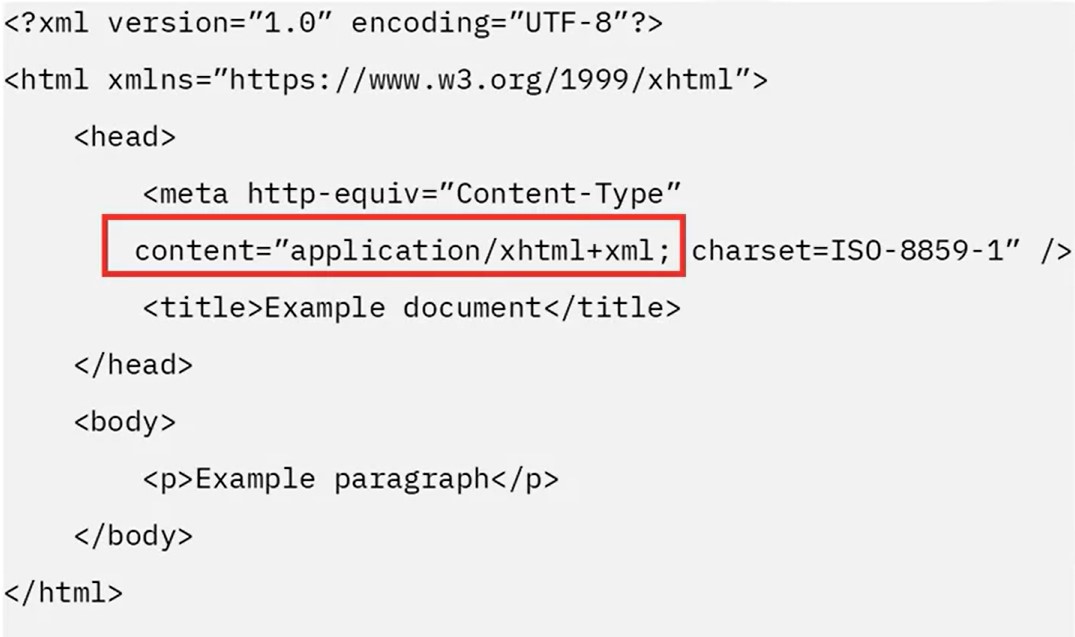 <?xml version=”1.0” encoding=”UTF-8”?>
<html xmlns=”https://www.w3.org/1999/xhtml”>
<head>
<meta http-equiv=”Content-Type”
content=”application/xhtml+xml; charset=ISO-8859-1” />
<title>Example document</title>
</head>
<body>
<p>Example paragraph</p>
</body>
</html>